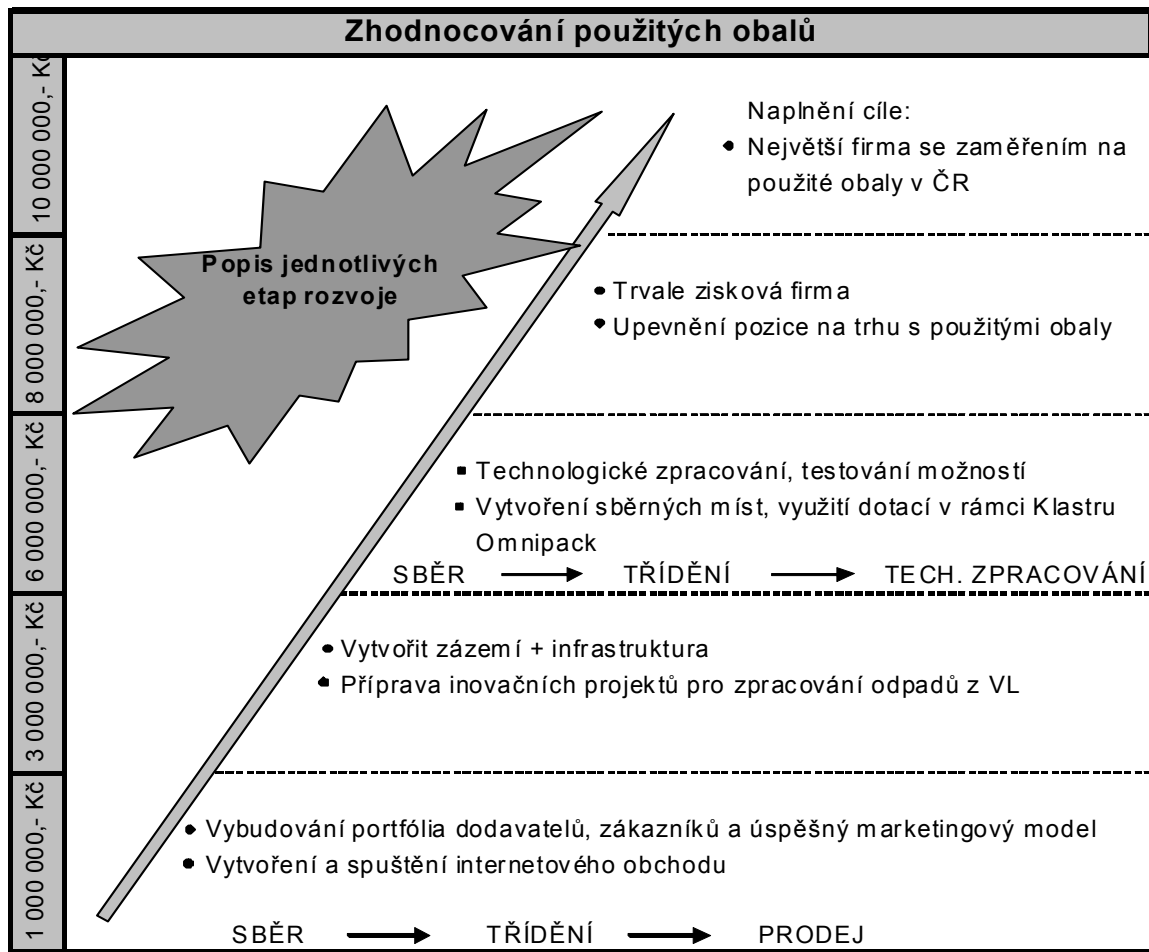 Zhodnocování použitých obalů
10 000 000,- Kč
Naplnění cíle:
• Největší firma se zaměřením na
použité obaly v ČR
Popis jednotlivých
etap rozvoje
8 000 000,- Kč
• Trvale zisková firma
• Upevnění pozice na trhu s použitými obaly
6 000 000,- Kč
▪ Technologické zpracování, testování možností
▪ Vytvoření sběrných míst, využití dotací v rámci Klastru
Omnipack
SBĚR → TŘÍDĚNÍ → TECH. ZPRACOVÁNÍ
3 000 000,- Kč
• Vytvořit zázemí + infrastruktura
• Příprava inovačních projektů pro zpracování odpadů z VL
1 000 000,- Kč
• Vybudování portfólia dodavatelů, zákazníků a úspěšný marketingový model
• Vytvoření a spuštění internetového obchodu
SBĚR → TŘÍDĚNÍ → PRODEJ